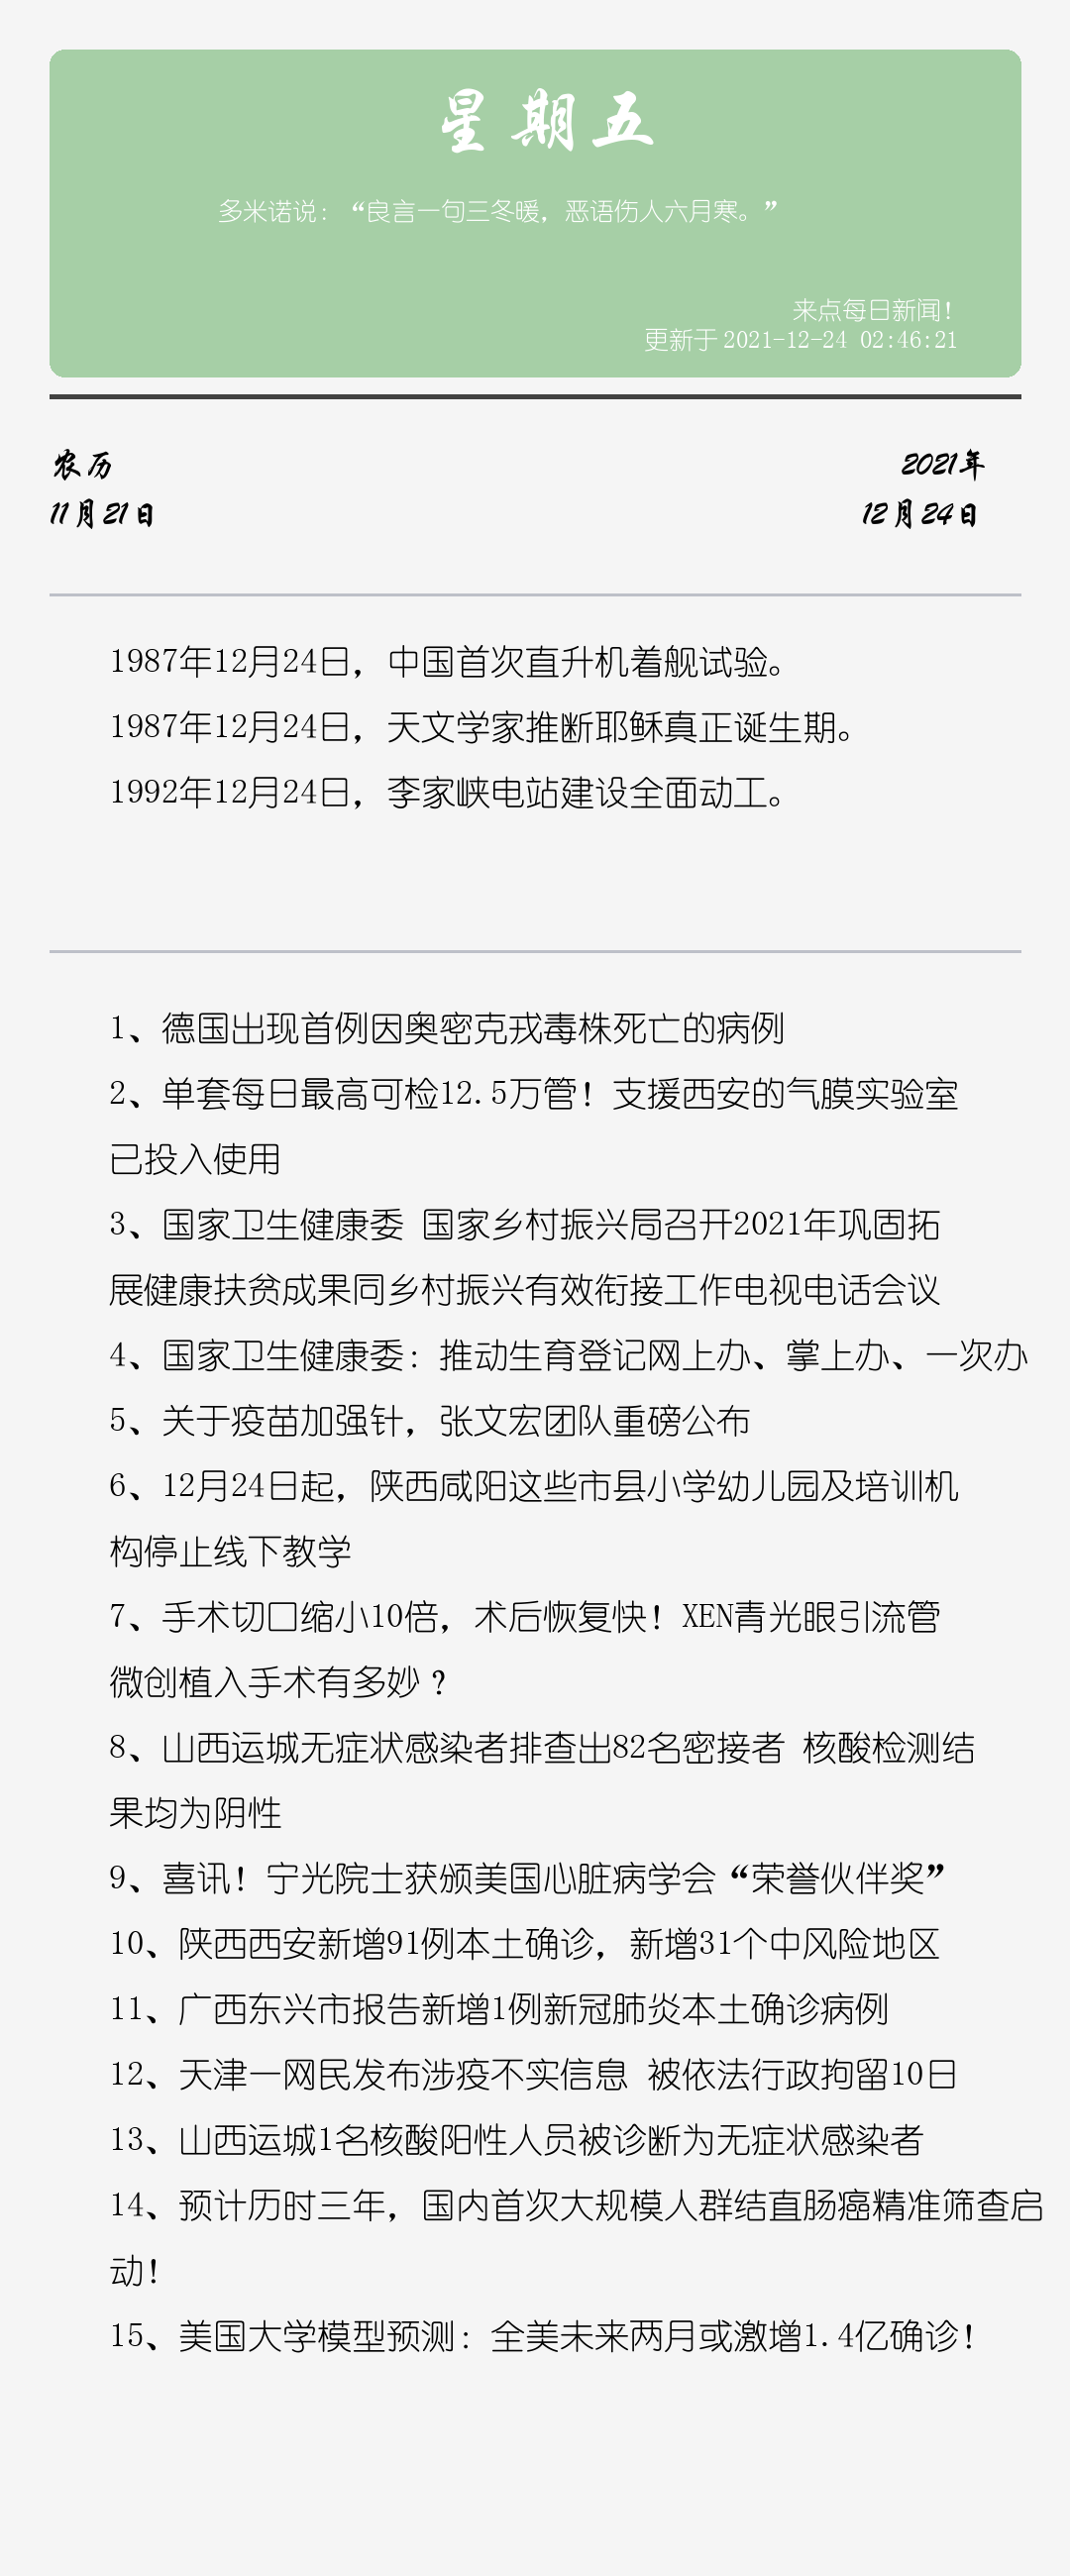 星期五
多米诺说：“良言一句三冬暖，恶语伤人六月寒。”
来点每日新闻！
更新于 2021-12-24 02:46:21
农历
2021年
11月21日
12月24日
1987年12月24日，中国首次直升机着舰试验。
1987年12月24日，天文学家推断耶稣真正诞生期。
1992年12月24日，李家峡电站建设全面动工。
1、德国出现首例因奥密克戎毒株死亡的病例
2、单套每日最高可检12.5万管！支援西安的气膜实验室
已投入使用
3、国家卫生健康委 国家乡村振兴局召开2021年巩固拓
展健康扶贫成果同乡村振兴有效衔接工作电视电话会议
4、国家卫生健康委：推动生育登记网上办、掌上办、一次办
5、关于疫苗加强针，张文宏团队重磅公布
6、12月24日起，陕西咸阳这些市县小学幼儿园及培训机
构停止线下教学
7、手术切口缩小10倍，术后恢复快！XEN青光眼引流管
微创植入手术有多妙？
8、山西运城无症状感染者排查出82名密接者 核酸检测结
果均为阴性
9、喜讯！宁光院士获颁美国心脏病学会“荣誉伙伴奖”
10、陕西西安新增91例本土确诊，新增31个中风险地区
11、广西东兴市报告新增1例新冠肺炎本土确诊病例
12、天津一网民发布涉疫不实信息 被依法行政拘留10日
13、山西运城1名核酸阳性人员被诊断为无症状感染者
14、预计历时三年，国内首次大规模人群结直肠癌精准筛查启
动！
15、美国大学模型预测：全美未来两月或激增1.4亿确诊！